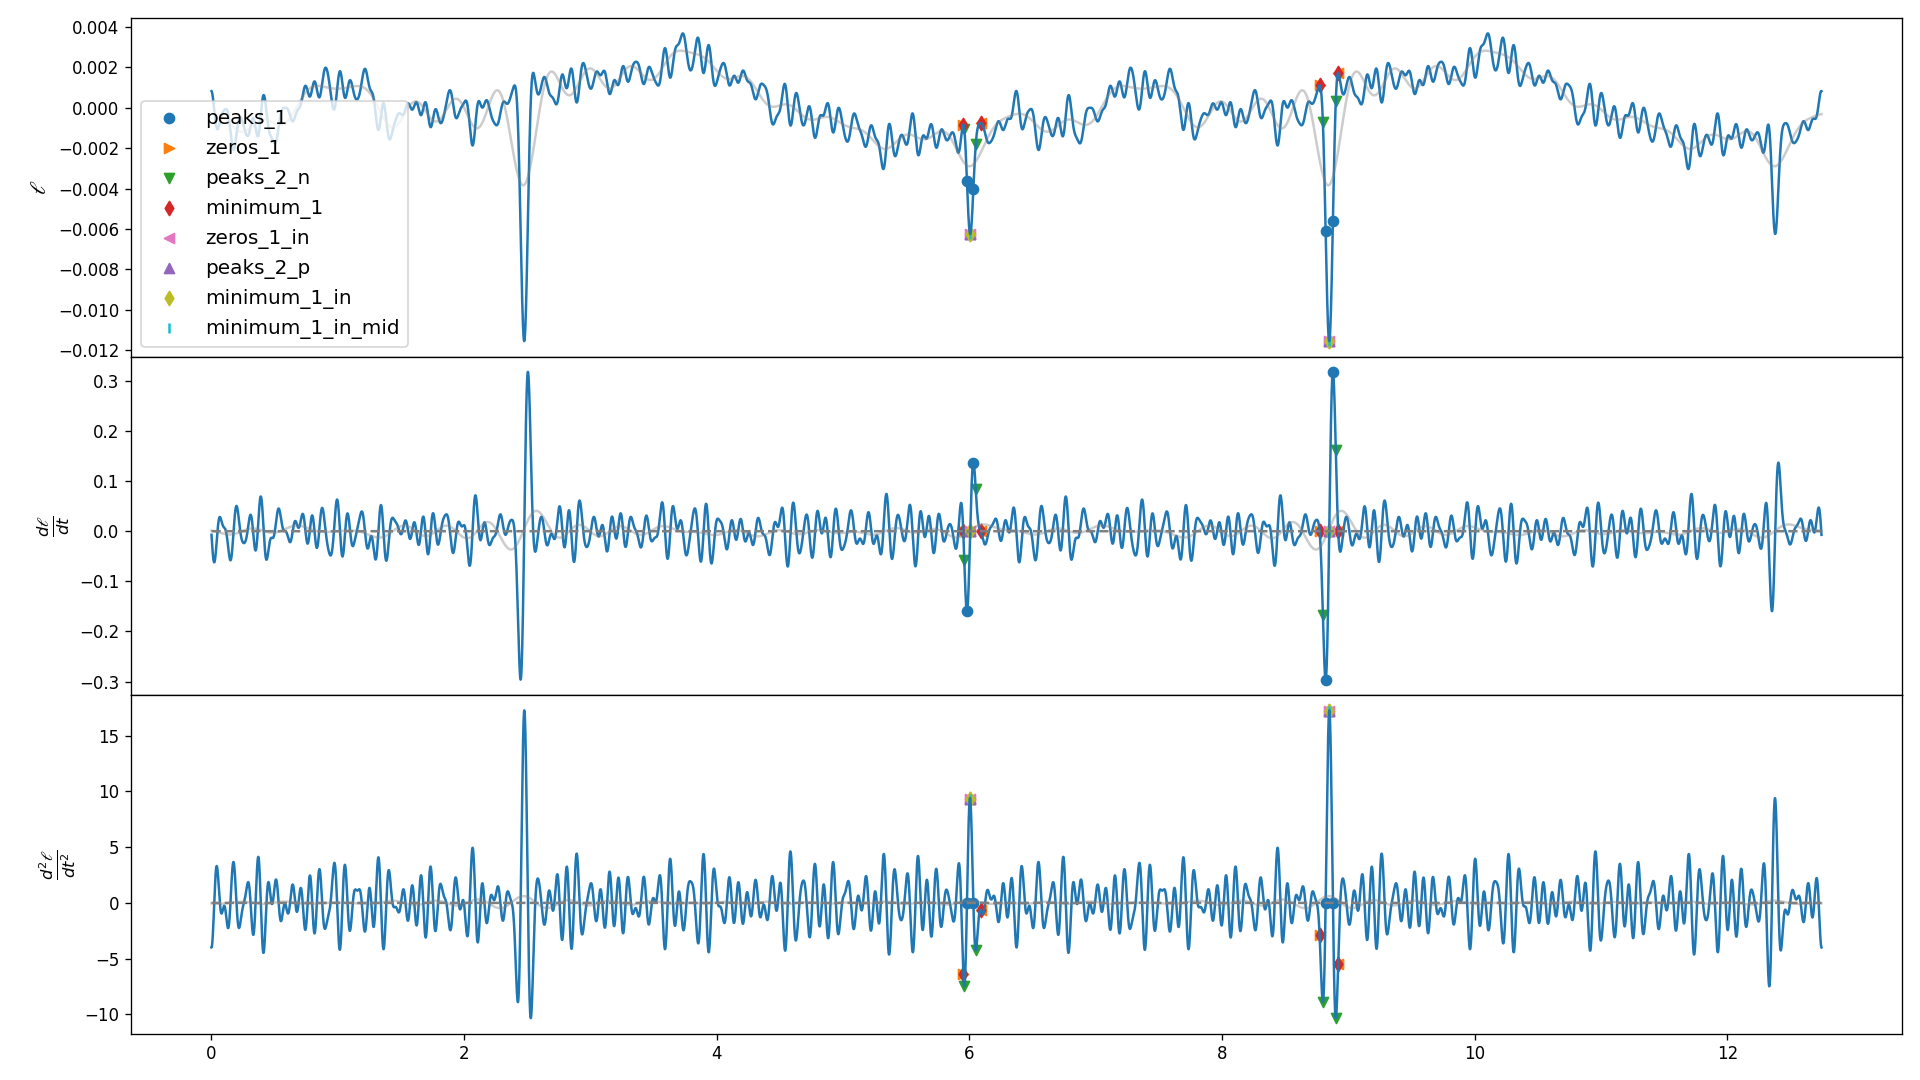 0.004
0.002
0.000
−0.002
−0.004
−0.006
−0.008
−0.010
−0.012
ℓ
peaks_1
zeros_1
peaks_2_n
minimum_1
zeros_1_in
peaks_2_p
minimum_1_in
minimum_1_in_mid
0.3
0.2
0.1
0.0
−0.1
−0.2
−0.3
dℓ/dt
15
10
5
0
−5
−10
d²ℓ/dt²
0 2 4 6 8 10 12